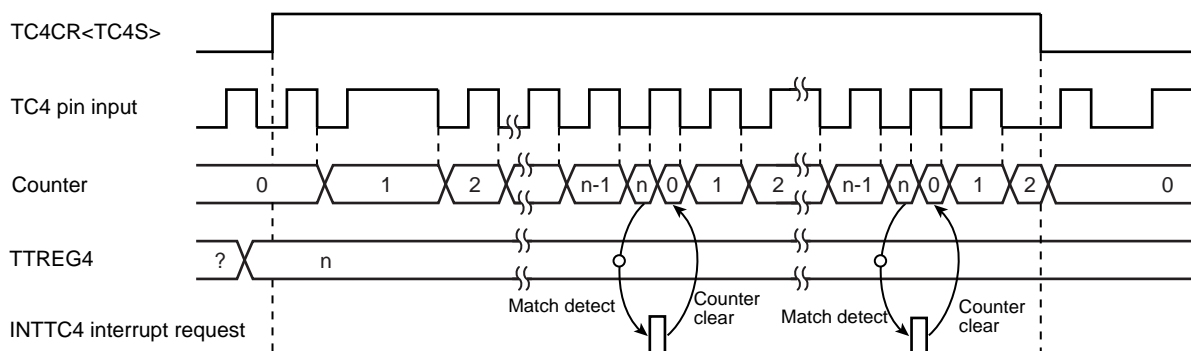 TC4CR<TC4S>
TC4 pin input
Counter
0 1 2 n-1 n 0 1 2 n-1 n 0 1 2 0
TTREG4
? n
Match detect Counter clear Match detect Counter clear
INTTC4 interrupt request